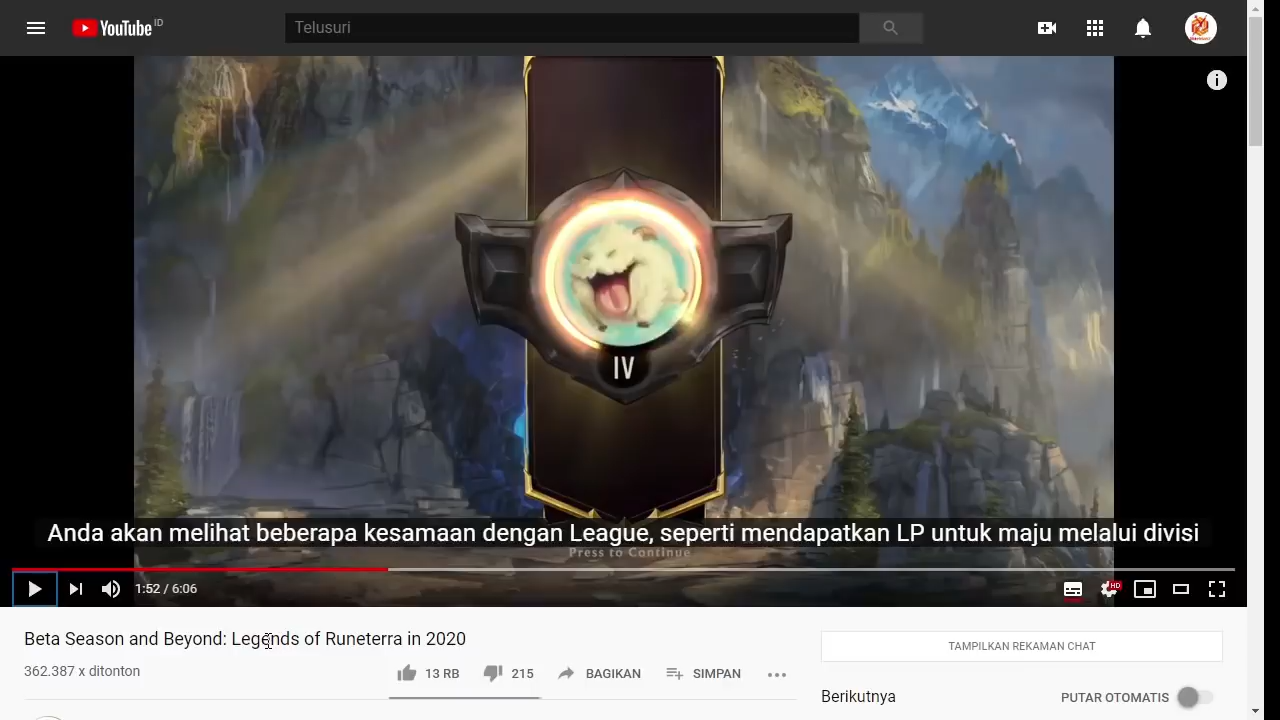 YouTube ID
Telusuri
IV
Anda akan melihat beberapa kesamaan dengan League, seperti mendapatkan LP untuk maju melalui divisi
Press to Continue
1:52 / 6:06
HD
Beta Season and Beyond: Legends of Runeterra in 2020
362.387 x ditonton
13 RB
215
BAGIKAN
SIMPAN
TAMPILKAN REKAMAN CHAT
Berikutnya
PUTAR OTOMATIS